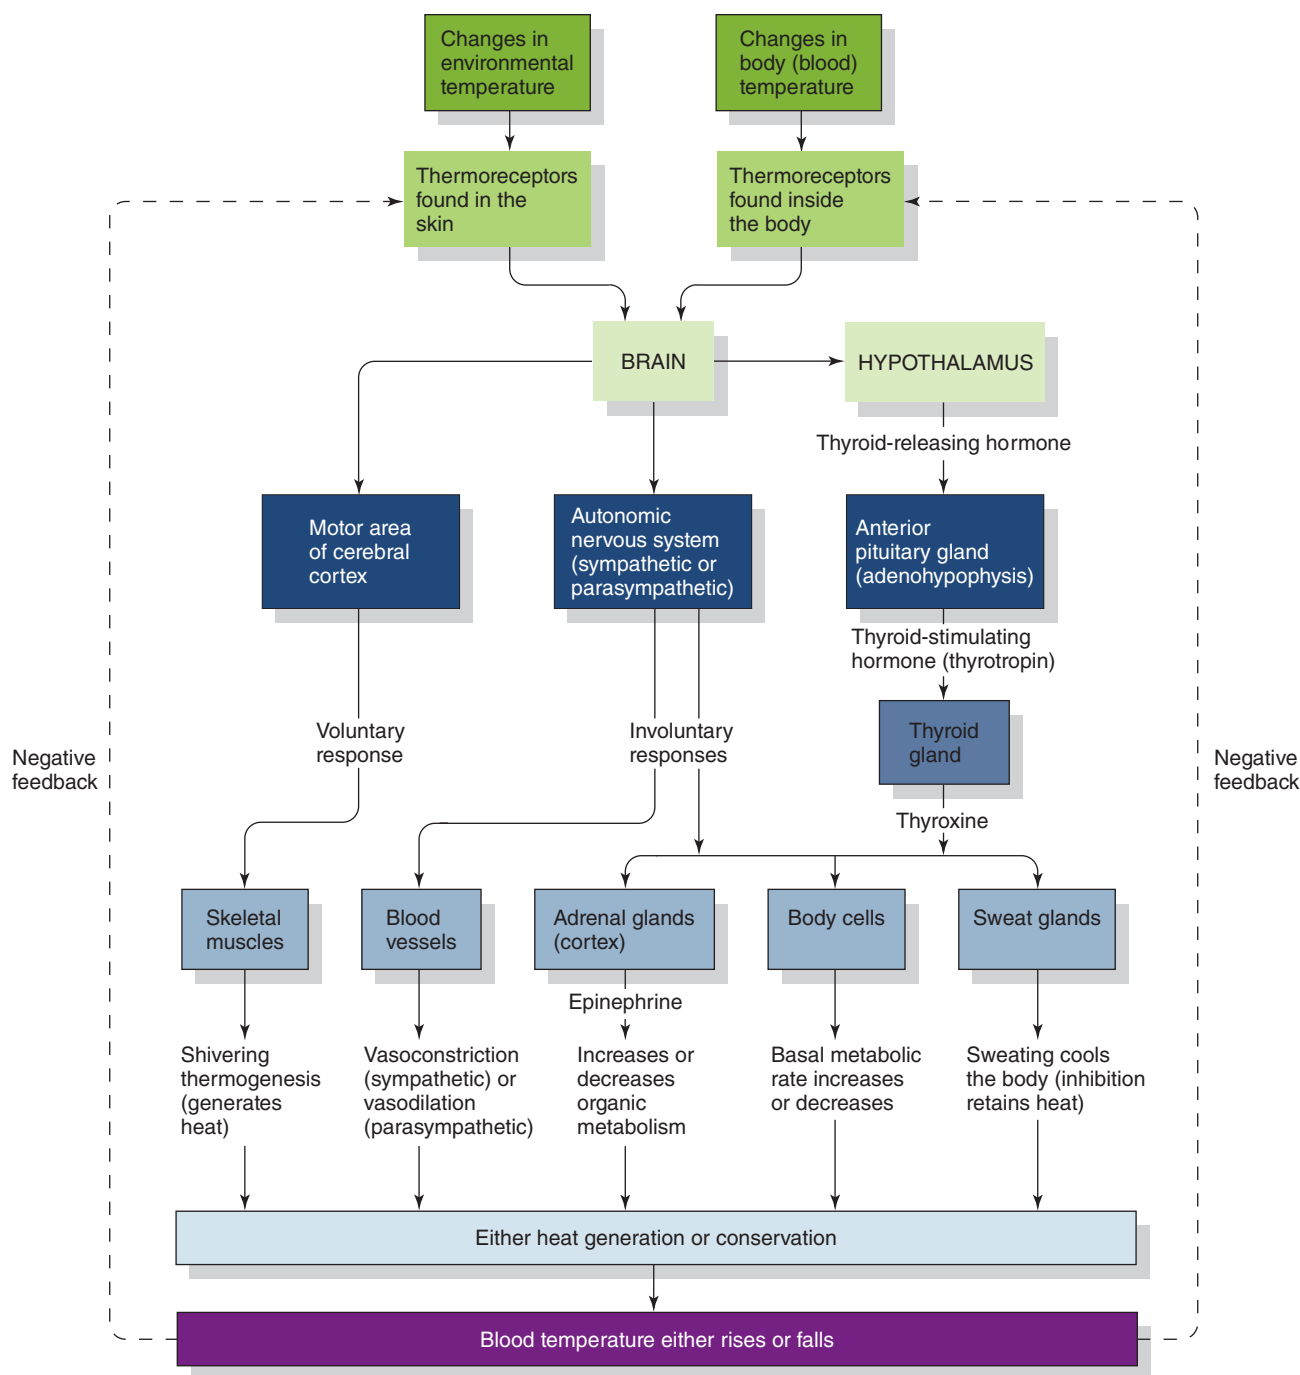 Changes in
environmental
temperature
Changes in
body (blood)
temperature
Thermoreceptors
found in the
skin
Thermoreceptors
found inside
the body
BRAIN
HYPOTHALAMUS
Thyroid-releasing hormone
Motor area
of cerebral
cortex
Autonomic
nervous system
(sympathetic or
parasympathetic)
Anterior
pituitary gland
(adenohypophysis)
Thyroid-stimulating
hormone (thyrotropin)
Thyroid
gland
Voluntary
response
Involuntary
responses
Negative
feedback
Negative
feedback
Thyroxine
Skeletal
muscles
Blood
vessels
Adrenal glands
(cortex)
Body cells
Sweat glands
Epinephrine
Shivering
thermogenesis
(generates
heat)
Vasoconstriction
(sympathetic) or
vasodilation
(parasympathetic)
Increases or
decreases
organic
metabolism
Basal metabolic
rate increases
or decreases
Sweating cools
the body (inhibition
retains heat)
Either heat generation or conservation
Blood temperature either rises or falls